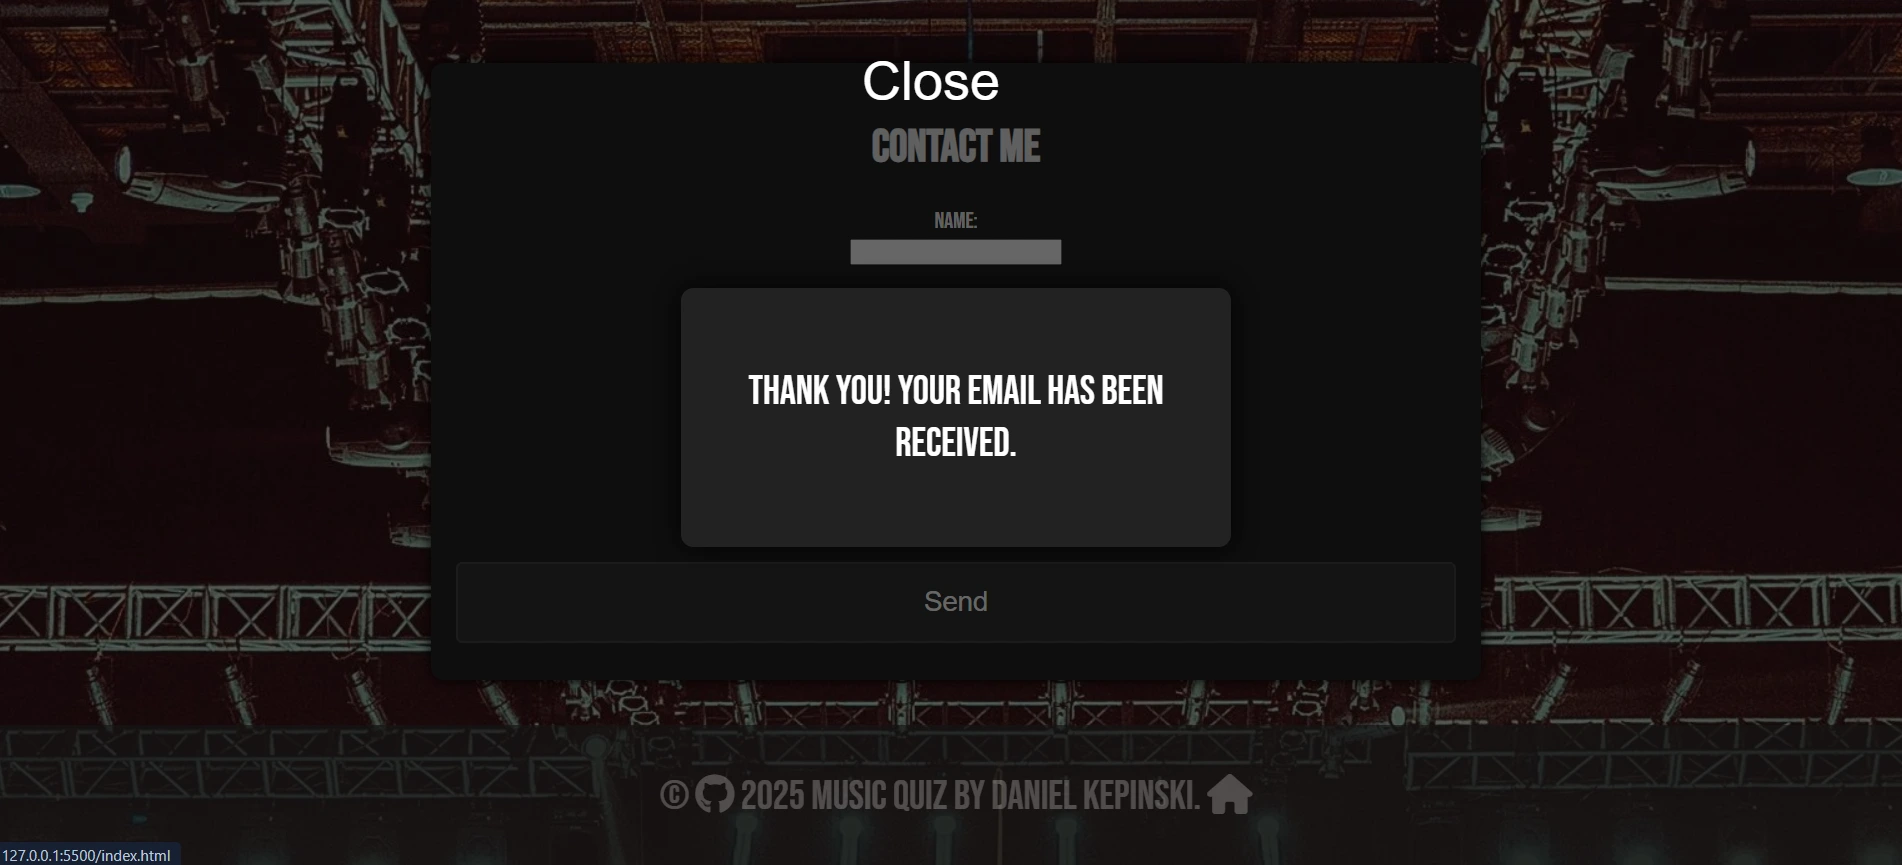 Close
CONTACT ME
NAME:
THANK YOU! YOUR EMAIL HAS BEEN
RECEIVED.
Send
© 2025 MUSIC QUIZ BY DANIEL KEPINSKI.
127.0.0.1:5500/index.html